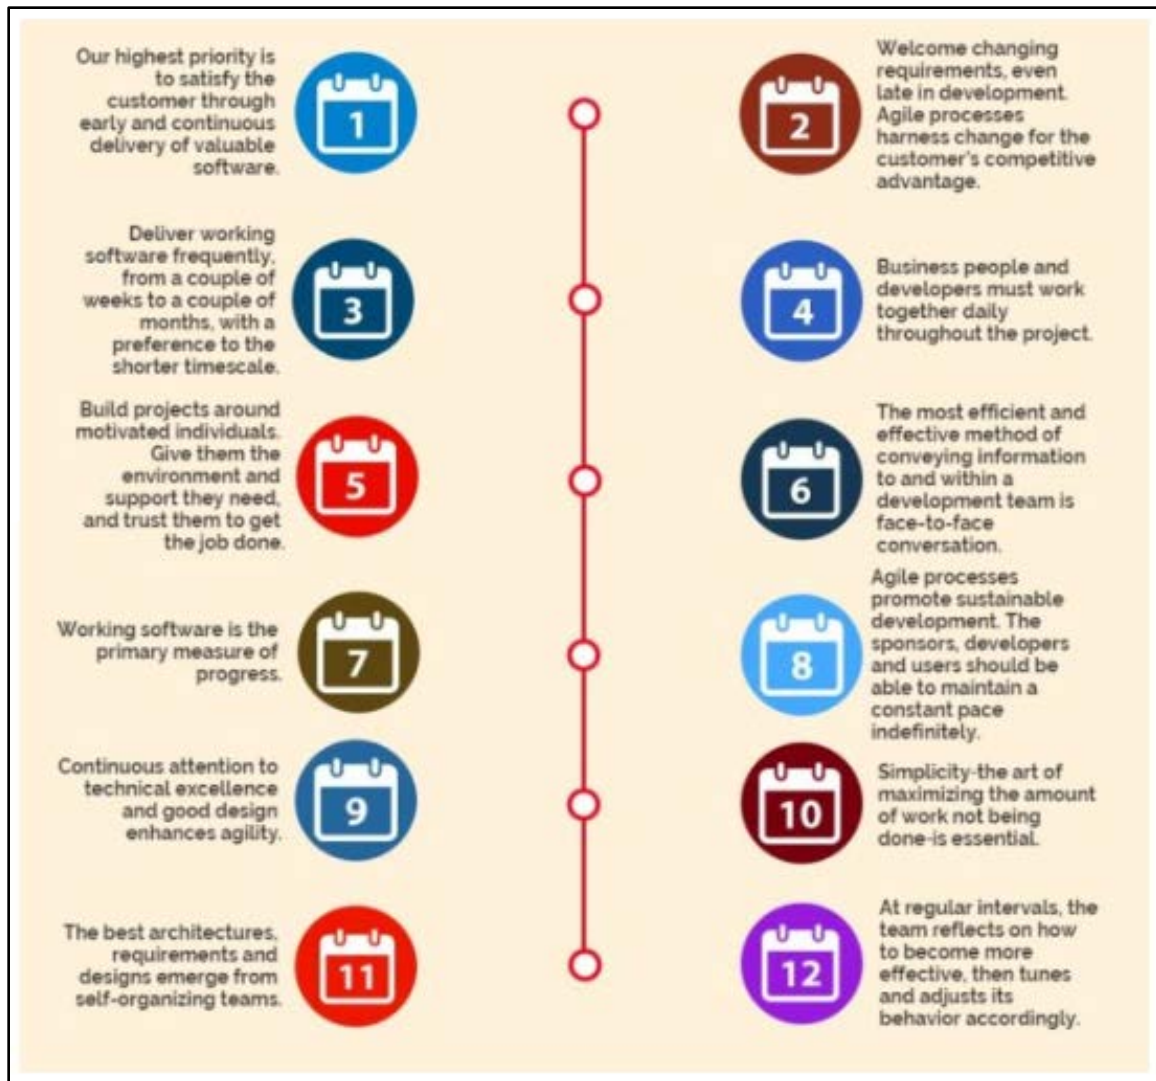 Our highest priority is
to satisfy the
customer through
early and continuous
delivery of valuable
software.
1
2
Welcome changing
requirements, even
late in development.
Agile processes
harness change for the
customer's competitive
advantage.
Deliver working
software frequently,
from a couple of
weeks to a couple of
months, with a
preference to the
shorter timescale.
3
4
Business people and
developers must work
together daily
throughout the project.
Build projects around
motivated individuals.
Give them the
environment and
support they need,
and trust them to get
the job done.
5
6
The most efficient and
effective method of
conveying information
to and within a
development team is
face-to-face
conversation.
Working software is the
primary measure of
progress.
7
8
Agile processes
promote sustainable
development. The
sponsors, developers
and users should be
able to maintain a
constant pace
indefinitely.
Continuous attention to
technical excellence
and good design
enhances agility.
9
10
Simplicity-the art of
maximizing the amount
of work not being
done-is essential.
The best architectures,
requirements and
designs emerge from
self-organizing teams.
11
12
At regular intervals, the
team reflects on how
to become more
effective, then tunes
and adjusts its
behavior accordingly.